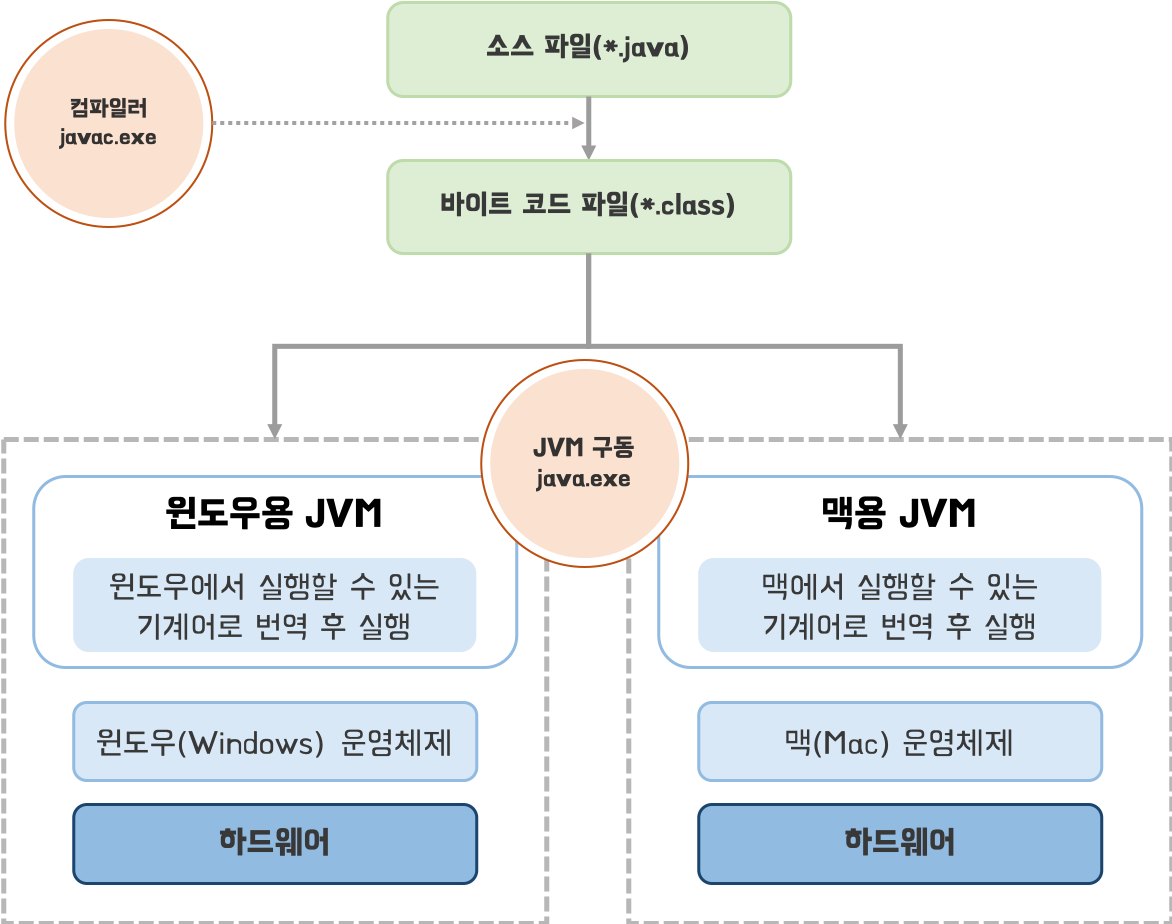 소스 파일(*.java)
컴파일러
javac.exe
바이트 코드 파일(*.class)
JVM 구동
java.exe
윈도우용 JVM
윈도우에서 실행할 수 있는
기계어로 번역 후 실행
윈도우(Windows) 운영체제
하드웨어
맥용 JVM
맥에서 실행할 수 있는
기계어로 번역 후 실행
맥(Mac) 운영체제
하드웨어